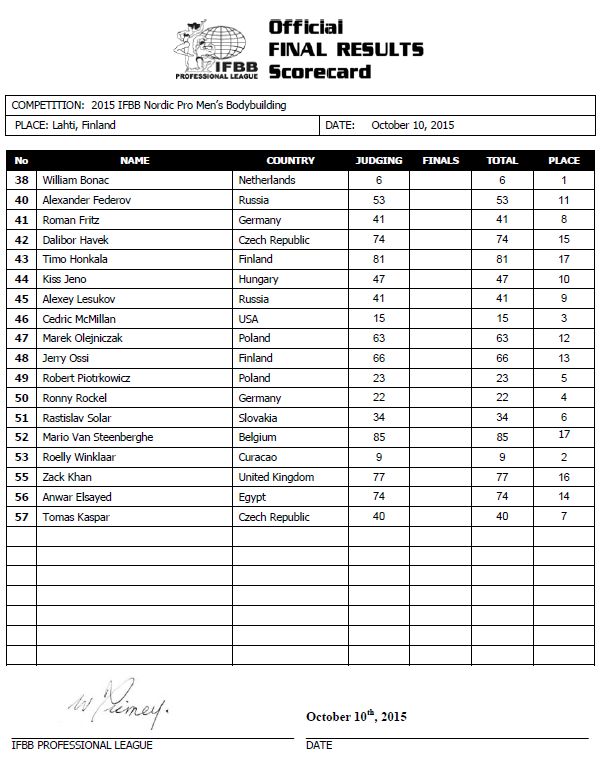 Official
FINAL RESULTS
Scorecard
IFBB
PROFESSIONAL LEAGUE
COMPETITION: 2015 IFBB Nordic Pro Men's Bodybuilding
PLACE: Lahti, Finland DATE: October 10, 2015
No NAME COUNTRY JUDGING FINALS TOTAL PLACE
38 William Bonac Netherlands 6 6 1
40 Alexander Federov Russia 53 53 11
41 Roman Fritz Germany 41 41 8
42 Dalibor Havek Czech Republic 74 74 15
43 Timo Honkala Finland 81 81 17
44 Kiss Jeno Hungary 47 47 10
45 Alexey Lesukov Russia 41 41 9
46 Cedric McMillan USA 15 15 3
47 Marek Olejniczak Poland 63 63 12
48 Jerry Ossi Finland 66 66 13
49 Robert Piotrkowicz Poland 23 23 5
50 Ronny Rockel Germany 22 22 4
51 Rastislav Solar Slovakia 34 34 6
52 Mario Van Steenberghe Belgium 85 85 17
53 Roelly Winklaar Curacao 9 9 2
55 Zack Khan United Kingdom 77 77 16
56 Anwar Elsayed Egypt 74 74 14
57 Tomas Kaspar Czech Republic 40 40 7
October 10th, 2015
IFBB PROFESSIONAL LEAGUE DATE